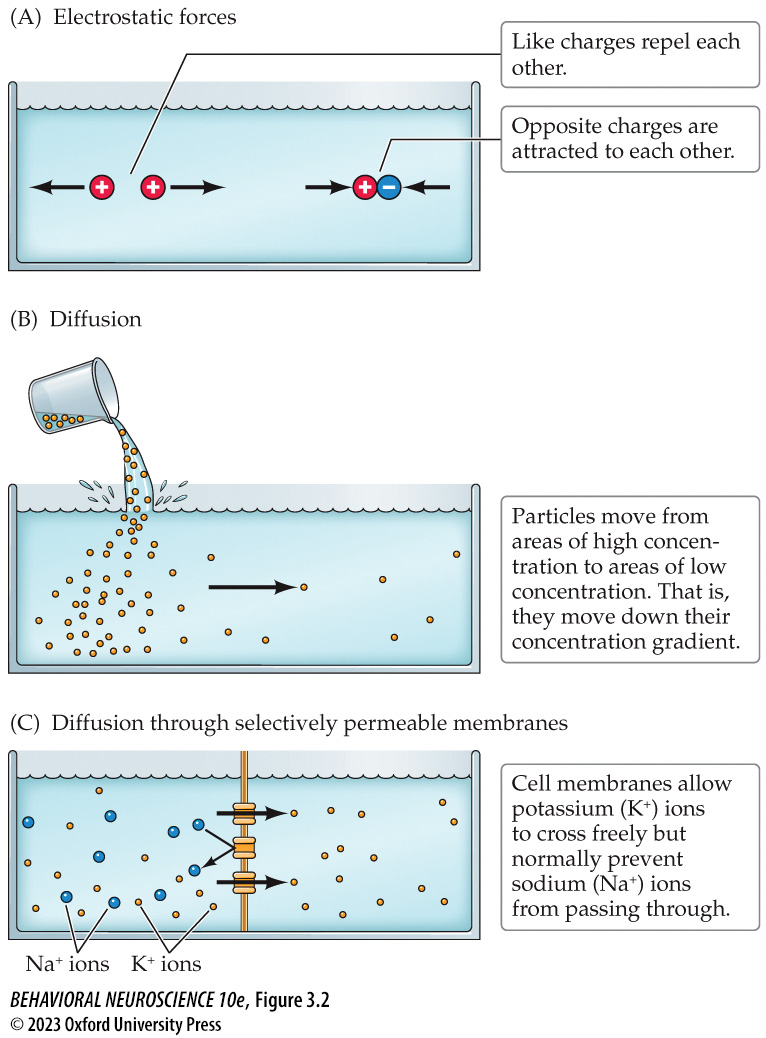 (A) Electrostatic forces
Like charges repel each
other.
Opposite charges are
attracted to each other.
+
+
+
−
(B) Diffusion
Particles move from
areas of high concen-
tration to areas of low
concentration. That is,
they move down their
concentration gradient.
(C) Diffusion through selectively permeable membranes
Cell membranes allow
potassium (K⁺) ions
to cross freely but
normally prevent
sodium (Na⁺) ions
from passing through.
Na⁺ ions K⁺ ions
BEHAVIORAL NEUROSCIENCE 10e, Figure 3.2
© 2023 Oxford University Press